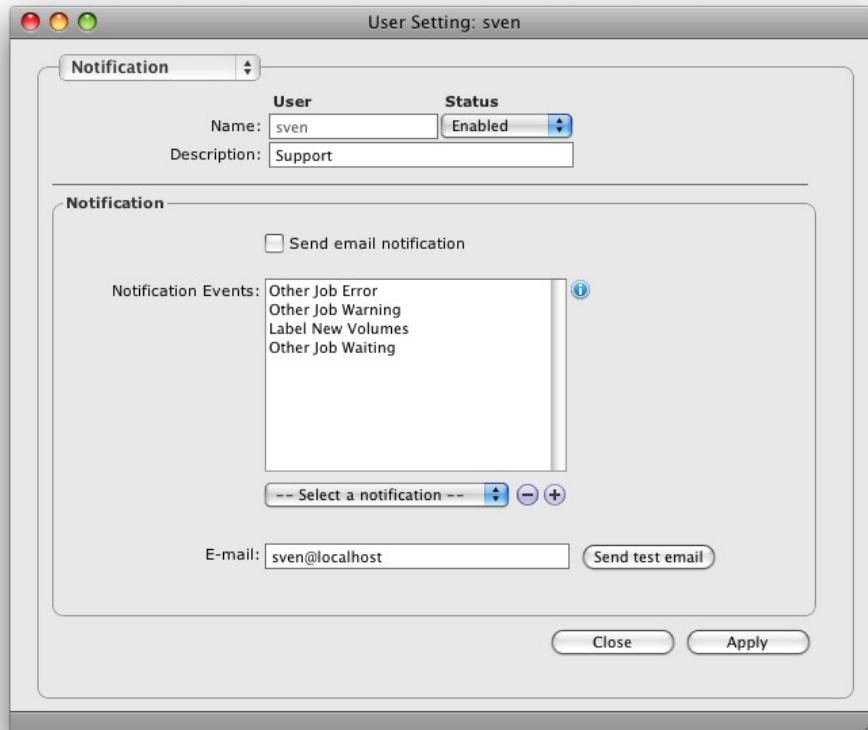 User Setting: sven
Notification
User Status
Name: sven Enabled
Description: Support
Notification
Send email notification
Notification Events: Other Job Error
Other Job Warning
Label New Volumes
Other Job Waiting
-- Select a notification --
E-mail: sven@localhost Send test email
Close Apply